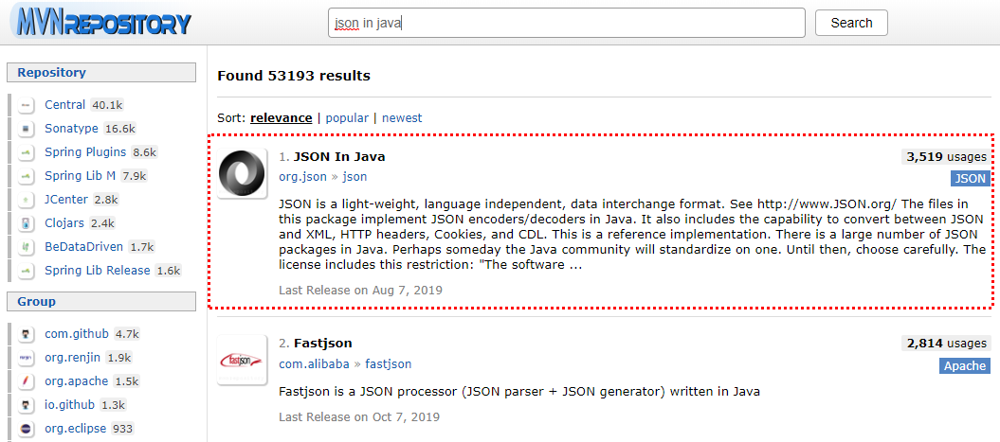 MVNREPOSITORY
json in java
Search
Repository
Central 40.1k
Sonatype 16.6k
Spring Plugins 8.6k
Spring Lib M 7.9k
JCenter 2.8k
Clojars 2.4k
BeDataDriven 1.7k
Spring Lib Release 1.6k
Group
com.github 4.7k
org.renjin 1.9k
org.apache 1.5k
io.github 1.3k
org.eclipse 933
Found 53193 results
Sort: relevance | popular | newest
1. JSON In Java
3,519 usages
org.json » json
JSON
JSON is a light-weight, language independent, data interchange format. See http://www.JSON.org/ The files in
this package implement JSON encoders/decoders in Java. It also includes the capability to convert between JSON
and XML, HTTP headers, Cookies, and CDL. This is a reference implementation. There is a large number of JSON
packages in Java. Perhaps someday the Java community will standardize on one. Until then, choose carefully. The
license includes this restriction: "The software ...
Last Release on Aug 7, 2019
fastjson
2. Fastjson
2,814 usages
com.alibaba » fastjson
Apache
Fastjson is a JSON processor (JSON parser + JSON generator) written in Java
Last Release on Oct 7, 2019